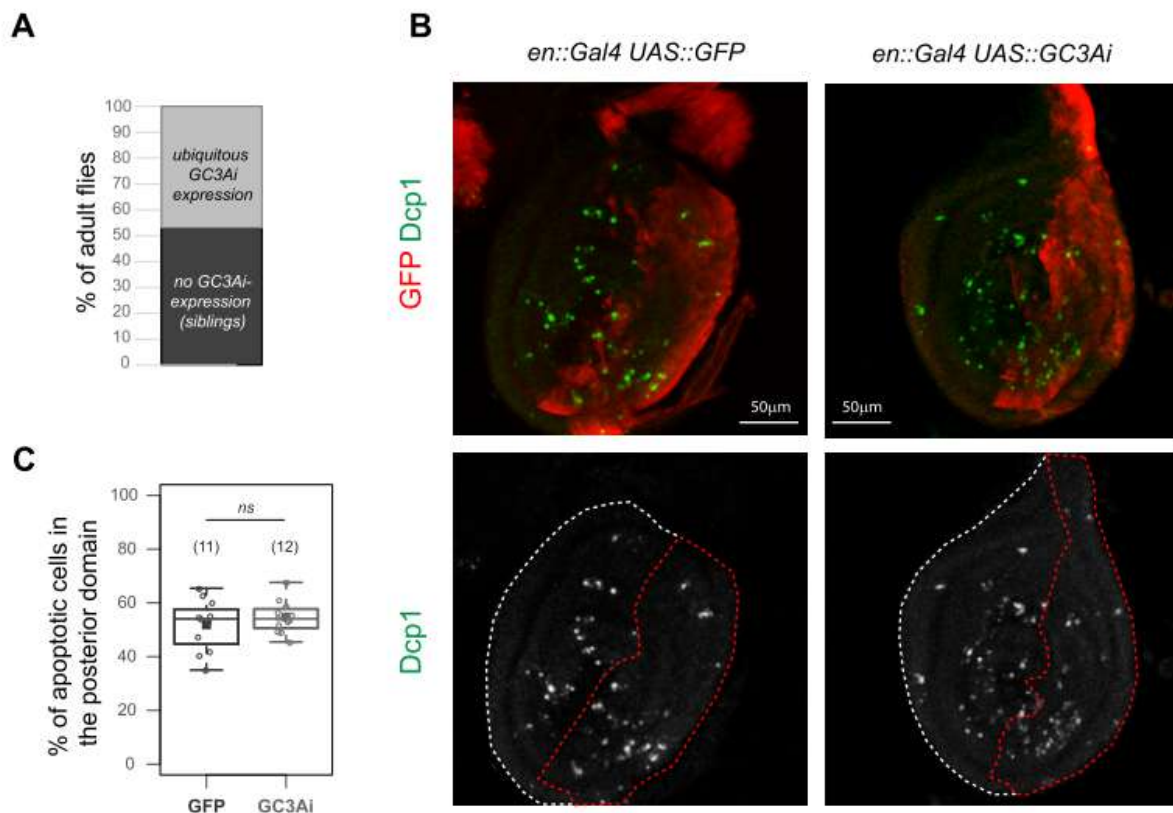 A
% of adult flies
100
90
80
70
60
50
40
30
20
10
0
ubiquitous
GC3Ai
expression
no GC3Ai-
expression
(siblings)
B
en::Gal4 UAS::GFP
en::Gal4 UAS::GC3Ai
GFP Dcp1
50μm
50μm
Dcp1
C
% of apoptotic cells in
the posterior domain
100
80
60
40
20
0
ns
(11)
(12)
GFP
GC3Ai